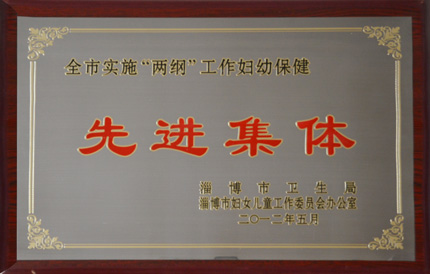 全市实施“两纲”工作妇幼保健
先进集体
淄博市卫生局
淄博市妇女儿童工作委员会办公室
二〇一二年五月